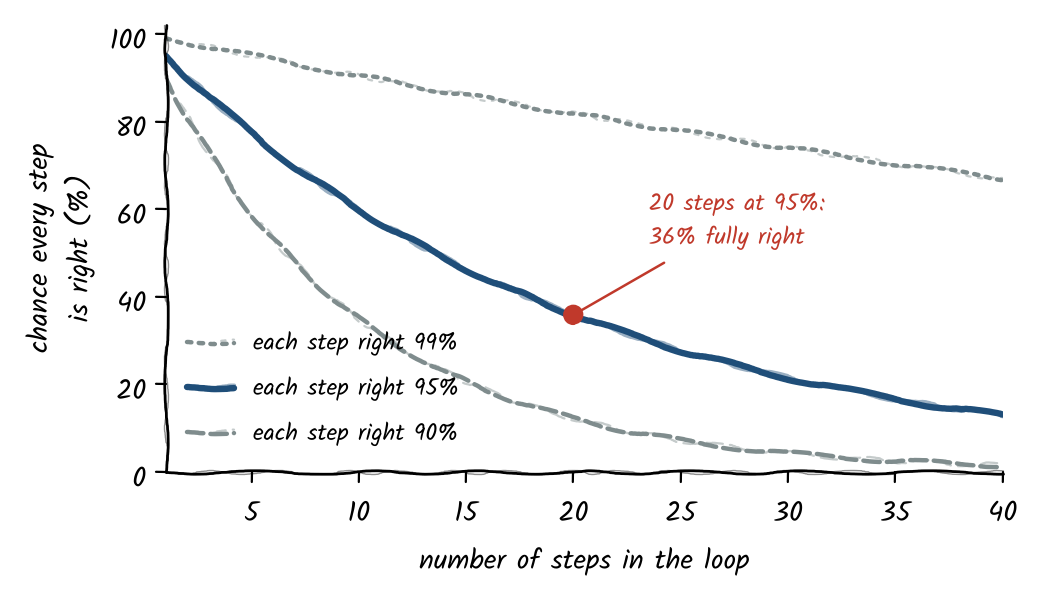 chance every step
is right (%)
100
80
60
40
20
0
20 steps at 95%:
36% fully right
each step right 99%
each step right 95%
each step right 90%
5 10 15 20 25 30 35 40
number of steps in the loop